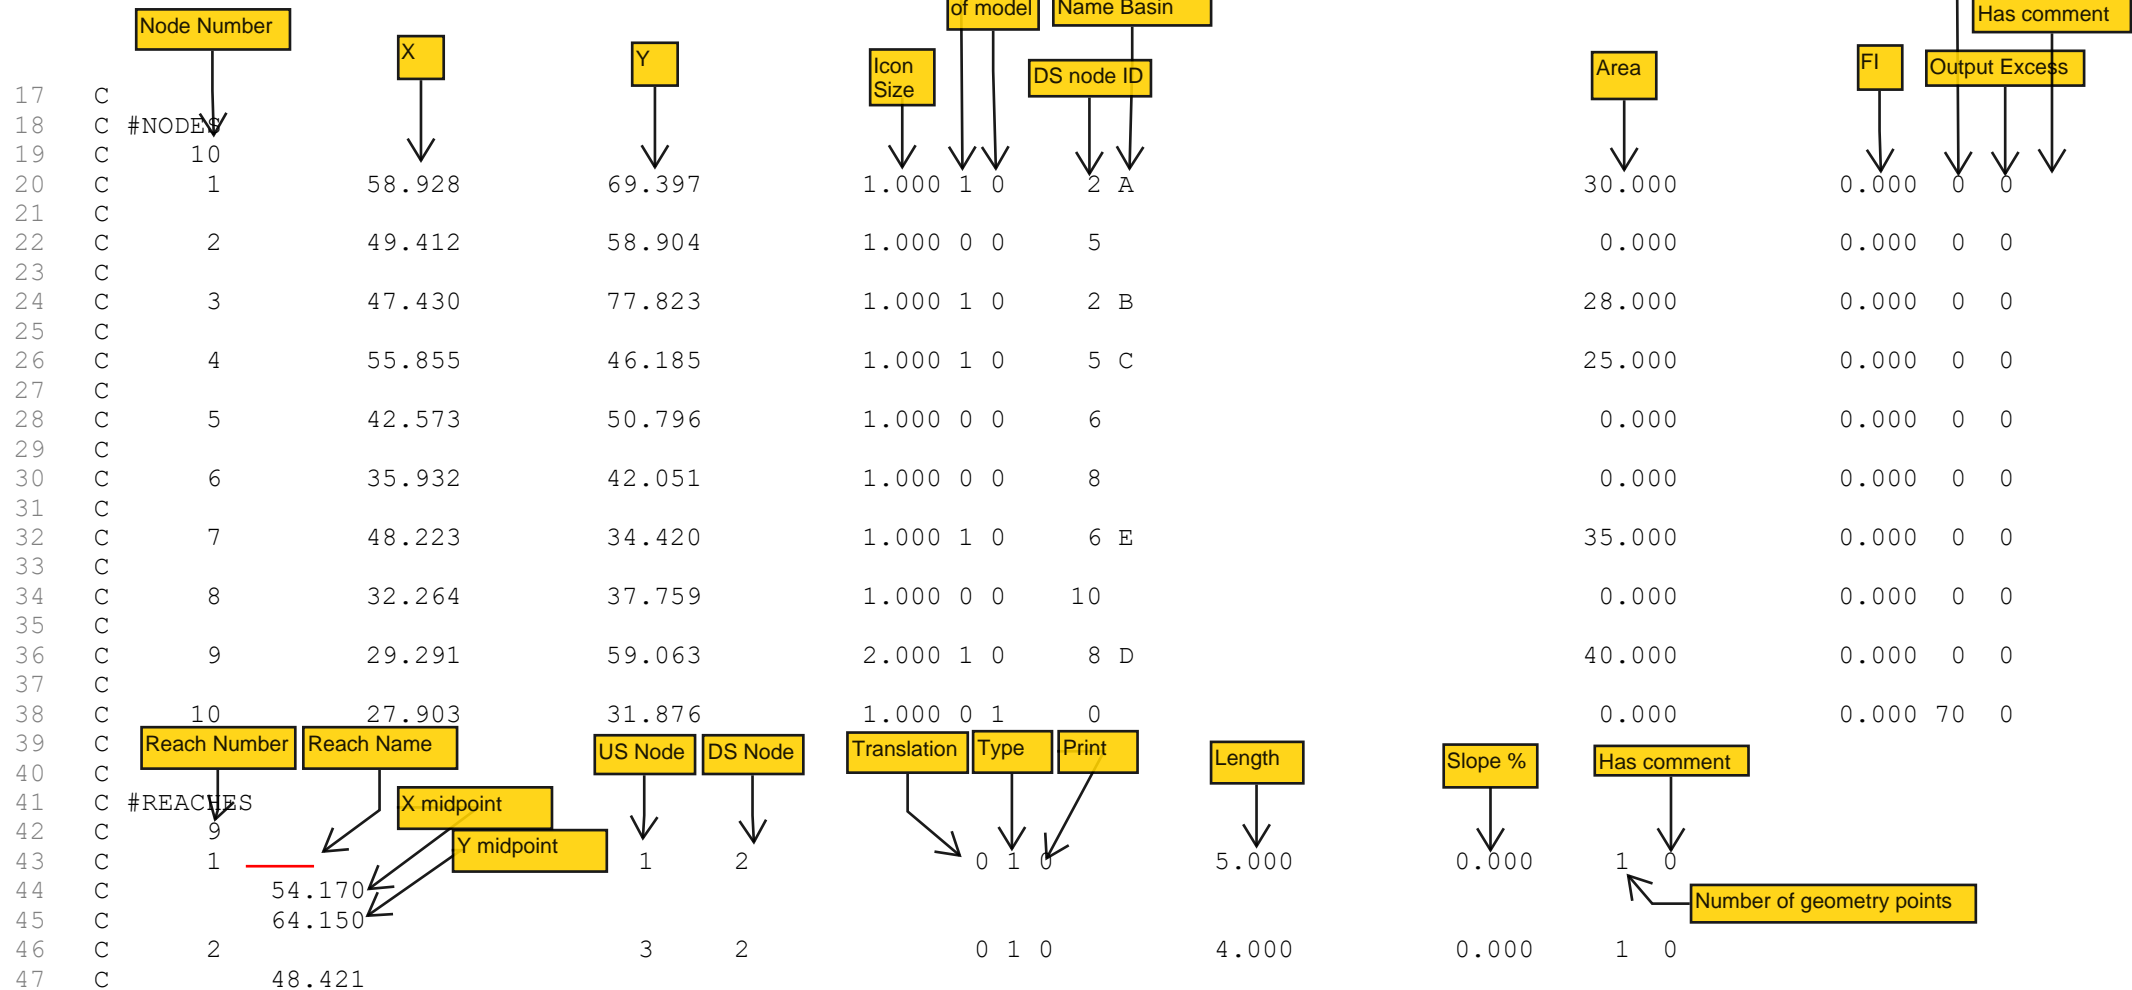 of model Name Basin
Has comment
Node Number
X Y Icon Size DS node ID Area FI Output Excess
17 C
18 C #NODES
19 C 10
20 C 1 58.928 69.397 1.000 1 0 2 A 30.000 0.000 0 0
21 C
22 C 2 49.412 58.904 1.000 0 0 5 0.000 0.000 0 0
23 C
24 C 3 47.430 77.823 1.000 1 0 2 B 28.000 0.000 0 0
25 C
26 C 4 55.855 46.185 1.000 1 0 5 C 25.000 0.000 0 0
27 C
28 C 5 42.573 50.796 1.000 0 0 6 0.000 0.000 0 0
29 C
30 C 6 35.932 42.051 1.000 0 0 8 0.000 0.000 0 0
31 C
32 C 7 48.223 34.420 1.000 1 0 6 E 35.000 0.000 0 0
33 C
34 C 8 32.264 37.759 1.000 0 0 10 0.000 0.000 0 0
35 C
36 C 9 29.291 59.063 2.000 1 0 8 D 40.000 0.000 0 0
37 C
38 C 10 27.903 31.876 1.000 0 1 0 0.000 0.000 70 0
39 C
Reach Number Reach Name US Node DS Node Translation Type Print Length Slope % Has comment
40 C
41 C #REACHES
X midpoint
42 C 9
Y midpoint
43 C 1 1 2 0 1 0 5.000 0.000 1 0
44 C 54.170
Number of geometry points
45 C 64.150
46 C 2 3 2 0 1 0 4.000 0.000 1 0
47 C 48.421